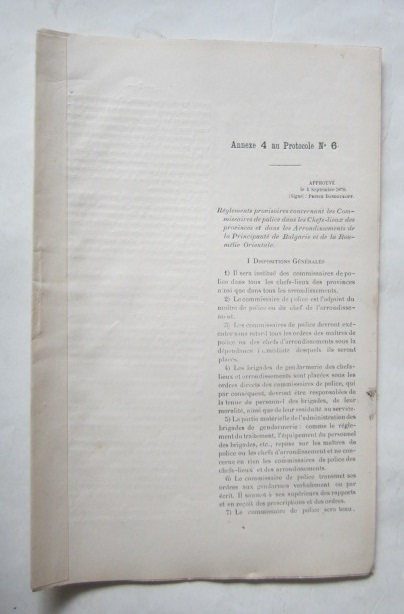 Annexe 4 au Protocole Nº 6.
APPROUVÉ
le 4 Septembre 1878.
(Signé) : PRINCE DONDOUKOFF
Règlements provisoires concernant les Com-
missaires de police dans les Chefs-lieux des
provinces et dans les Arrondissements de
la Principauté de Bulgarie et de la Rou-
mélie Orientale.
I DISPOSITIONS GÉNÉRALES
1) Il sera institué des commissaires de po-
lice dans tous les chefs-lieux des provinces
ainsi que dans tous les arrondissements.
2) Le commissaire de police est l'adjoint du
maître de police ou du chef de l'arrondisse-
ment.
3) Les commissaires de police devront exé-
cuter sans retard tous les ordres des maîtres de
police ou des chefs d'arrondissements sous la
dépendance immédiate desquels ils seront
placés.
4) Les brigades de gendarmerie des chefs-
lieux et arrondissements sont placées sous les
ordres directs des commissaires de police, qui
par conséquent, devront être responsables de
la tenue du personnel des brigades, de leur
moralité, ainsi que de leur assiduité au service.
5) La partie matérielle de l'administration des
brigades de gendarmerie : comme le règle-
ment du traitement, l'équipement du personnel
des brigades, etc., repose sur les maîtres de
police ou les chefs d'arrondissement et ne con-
cerne en rien les commissaires de police des
chefs-lieux et des arrondissements.
6) Le commissaire de police transmet ses
ordres aux gendarmes verbalement ou par
écrit. Il soumet à ses supérieurs des rapports
et en reçoit des prescriptions et des ordres.
7) Le commissaire de police sera tenu,